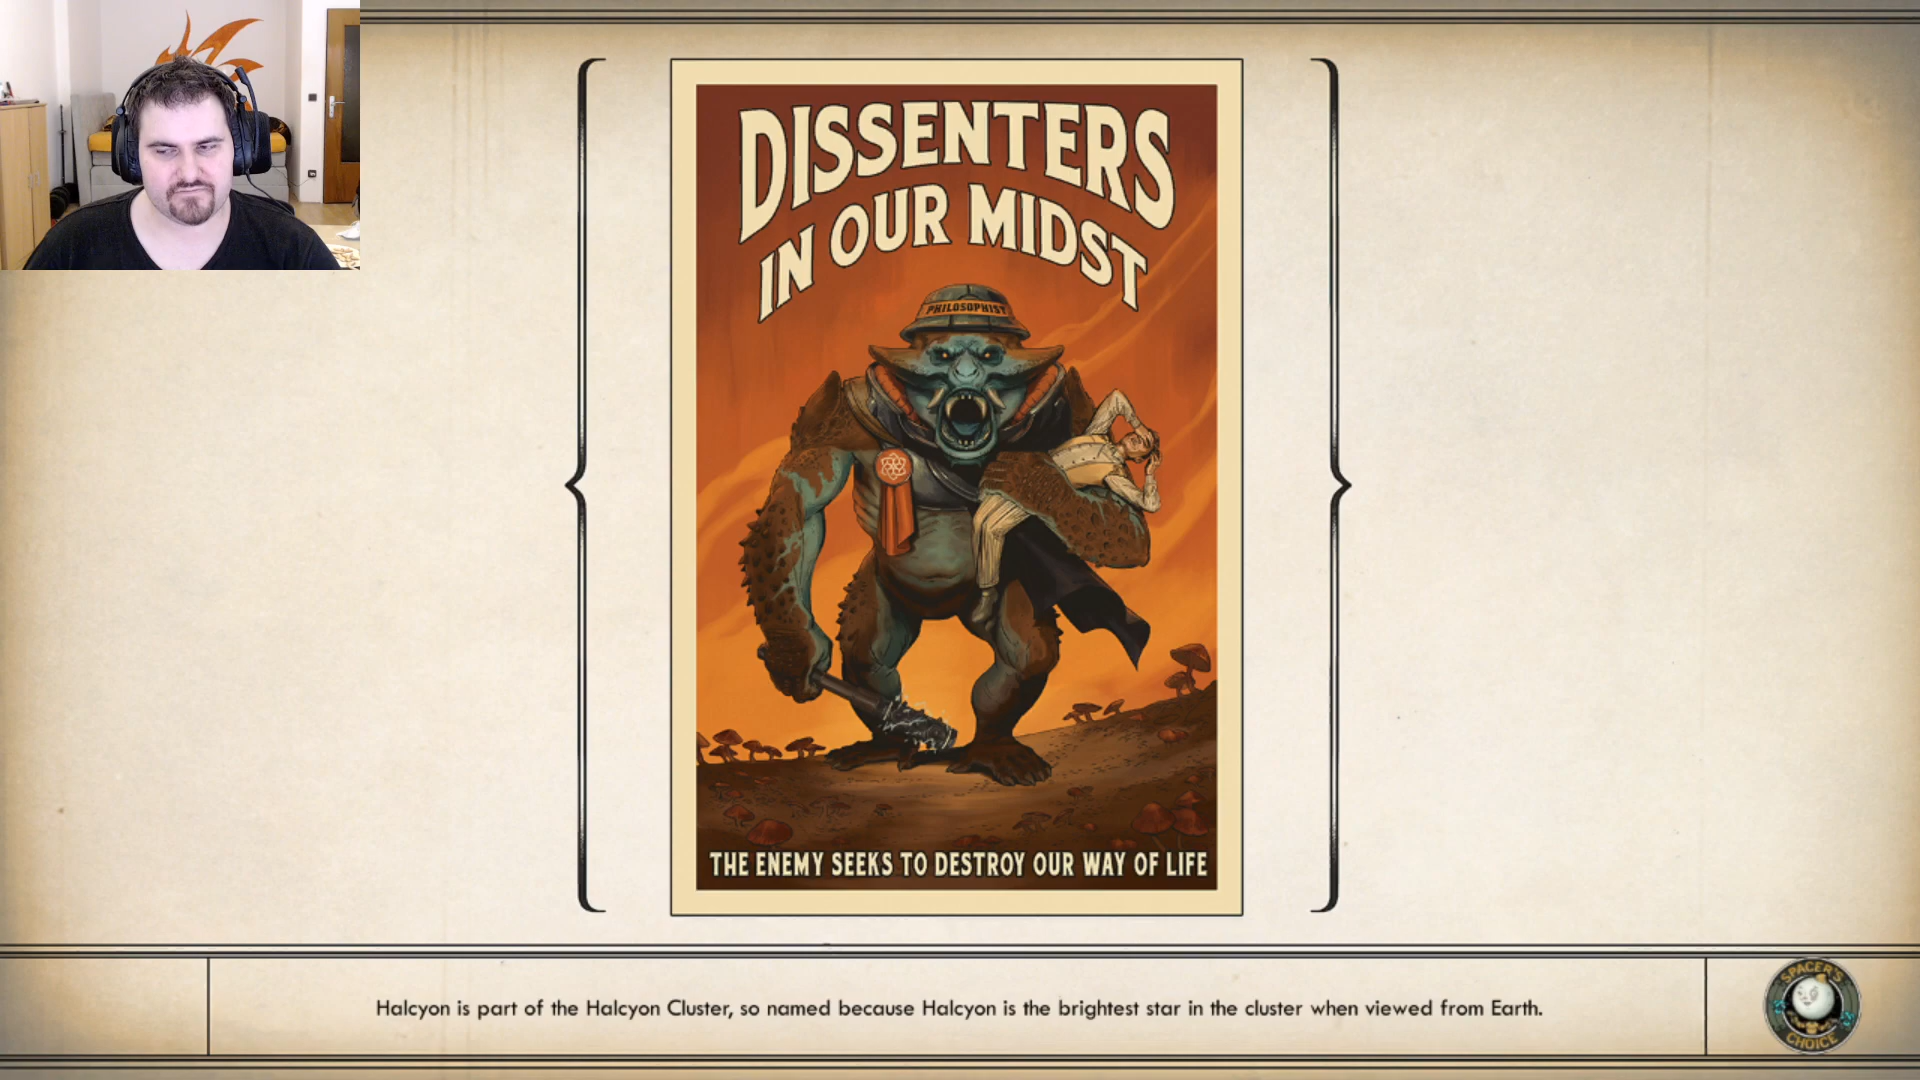 DISSENTERS
IN OUR MIDST
PHILOSOPHIST
THE ENEMY SEEKS TO DESTROY OUR WAY OF LIFE
Halcyon is part of the Halcyon Cluster, so named because Halcyon is the brightest star in the cluster when viewed from Earth.
SPACER'S
CHOICE